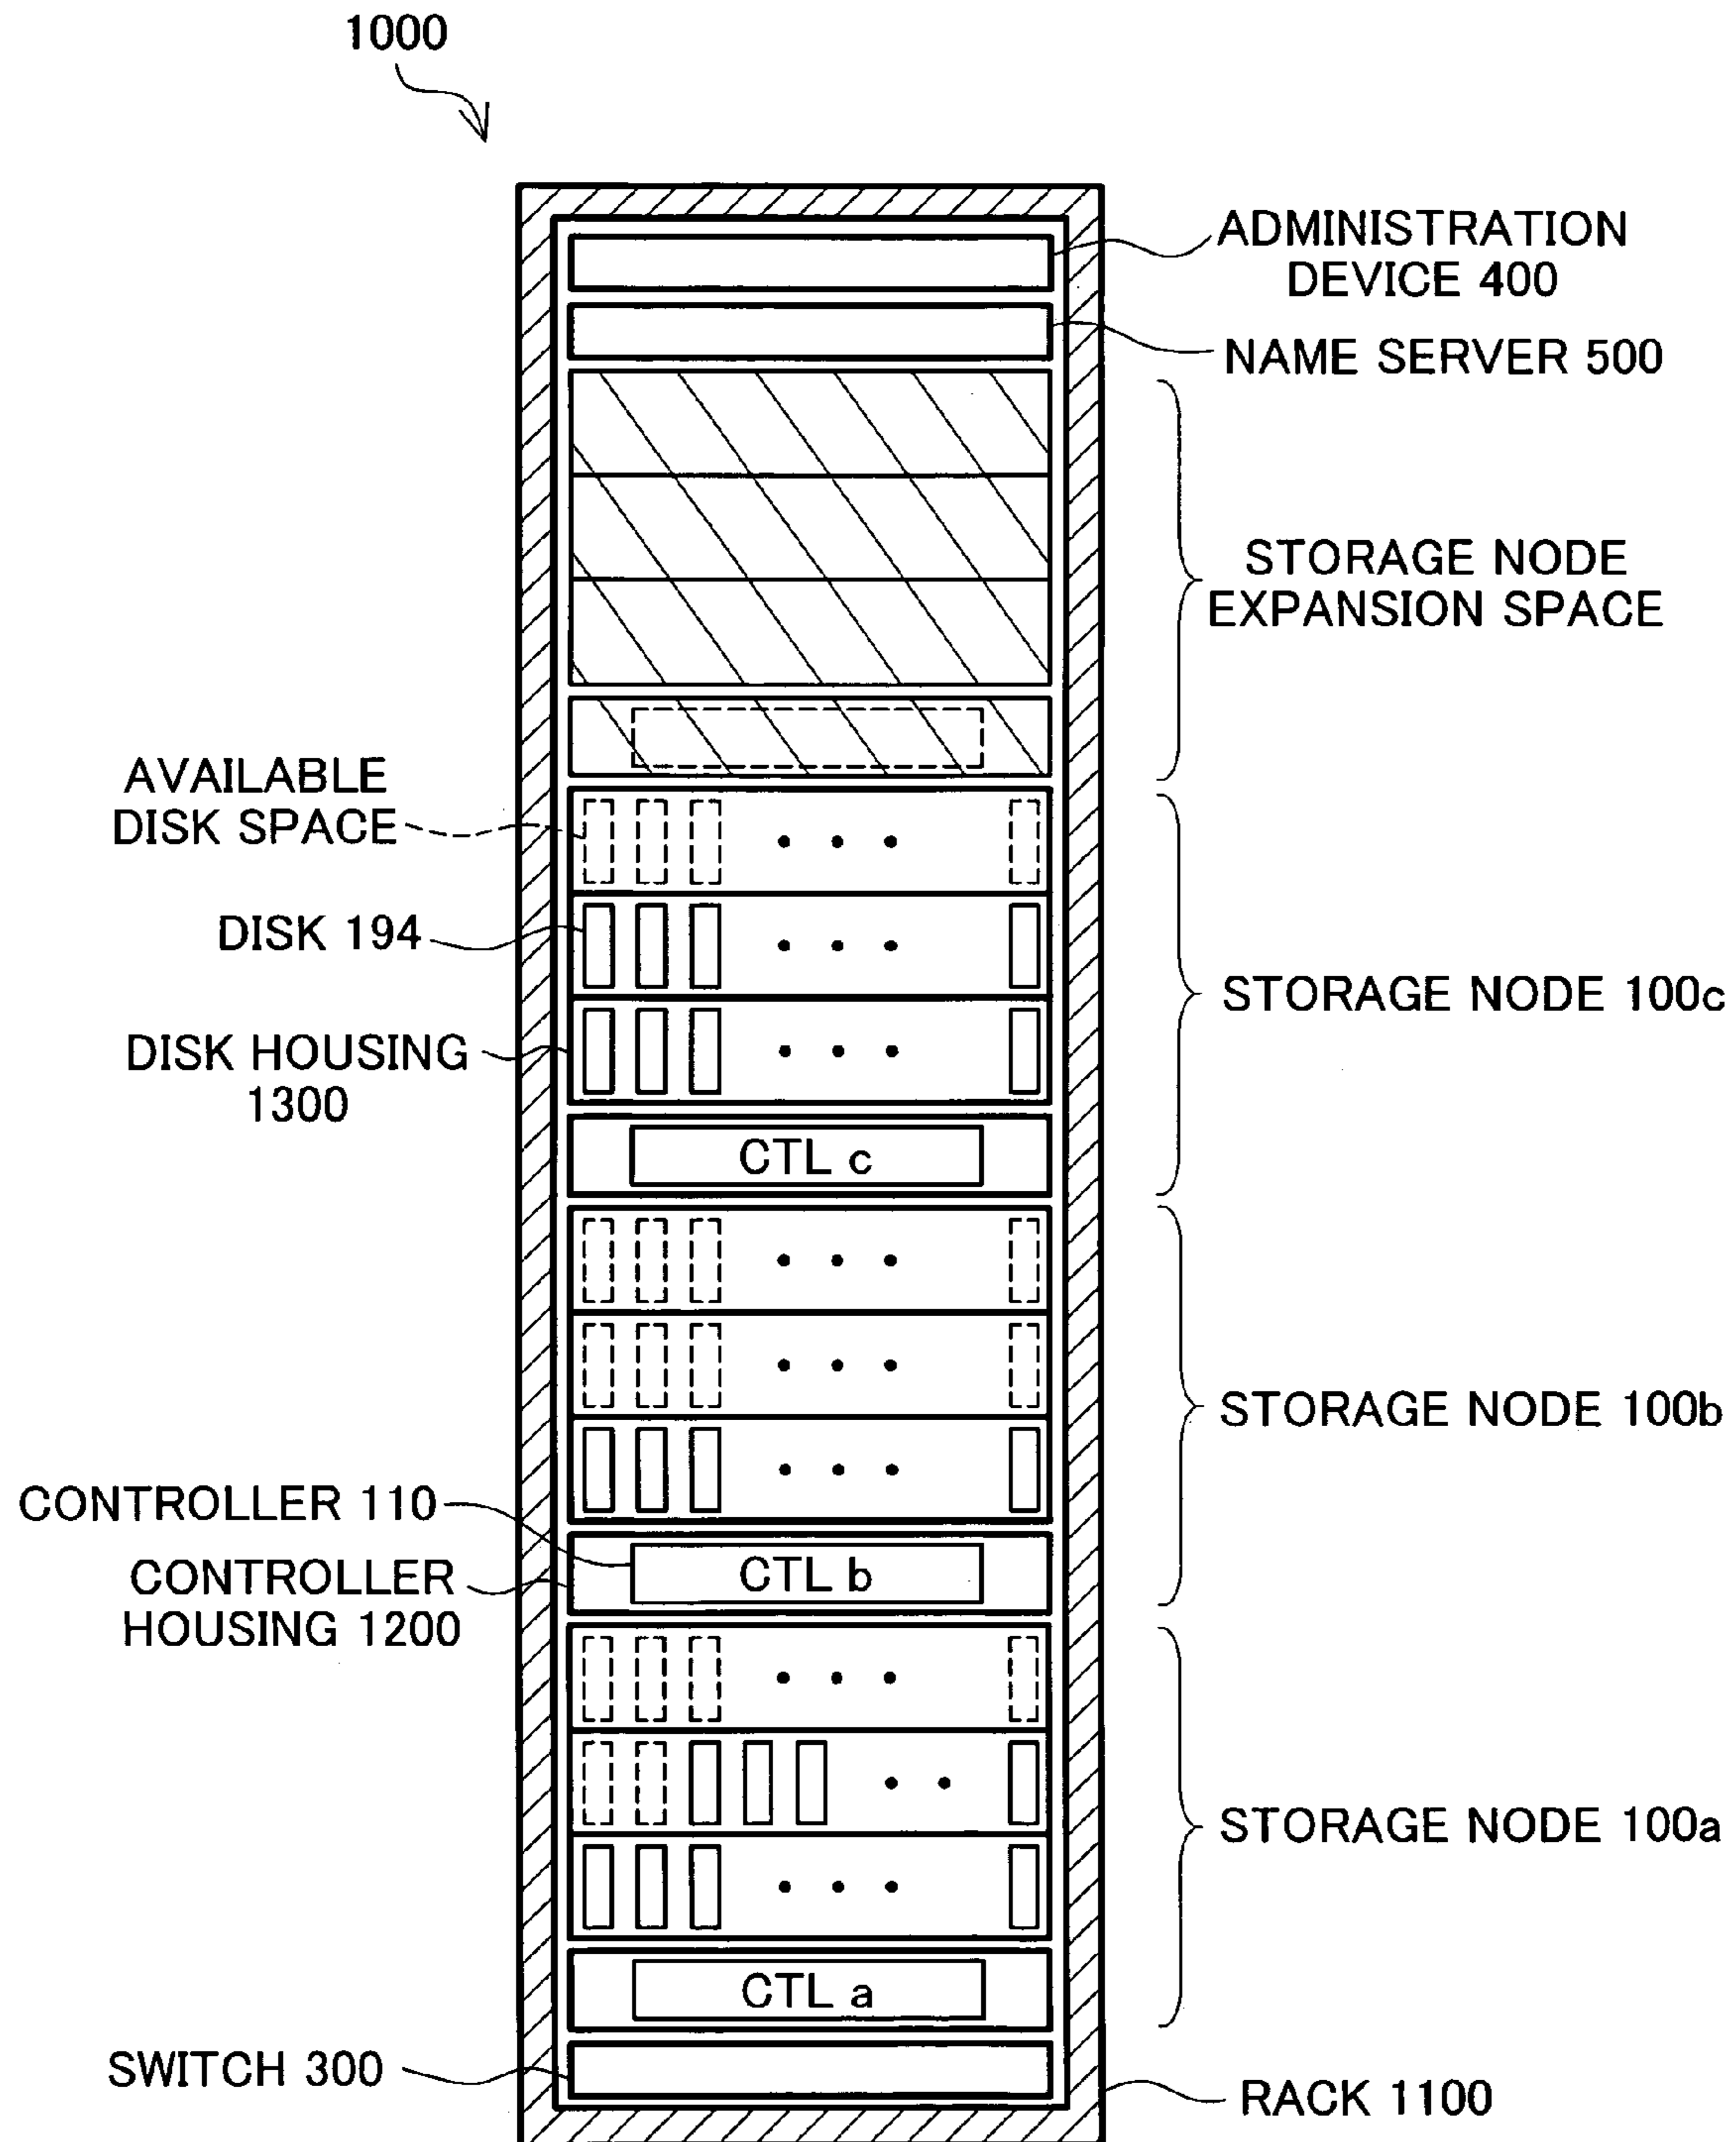 1000
ADMINISTRATION
DEVICE 400
NAME SERVER 500
STORAGE NODE
EXPANSION SPACE
AVAILABLE
DISK SPACE
DISK 194
STORAGE NODE 100c
DISK HOUSING
1300
CTL c
STORAGE NODE 100b
CONTROLLER 110
CTL b
CONTROLLER
HOUSING 1200
STORAGE NODE 100a
CTL a
SWITCH 300
RACK 1100